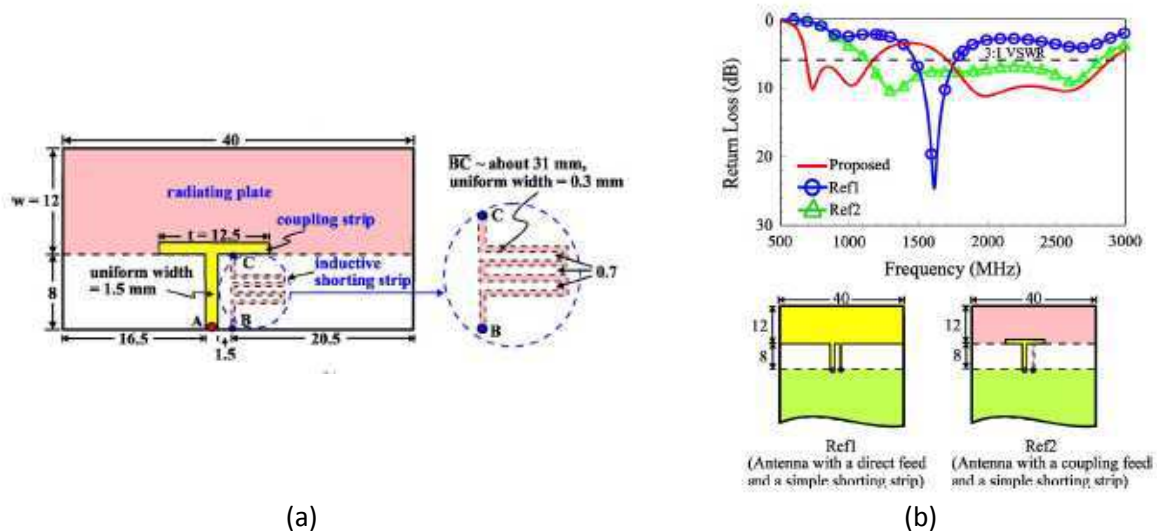 40
w = 12
radiating plate
coupling strip
t = 12.5
8
uniform width
= 1.5 mm
C
inductive
shorting strip
A
B
16.5
1.5
20.5
BC ~ about 31 mm,
uniform width = 0.3 mm
C
0.7
B
(a)
Return Loss (dB)
0
10
20
30
3:1 VSWR
Proposed
Ref1
Ref2
500
1000
1500
2000
2500
3000
Frequency (MHz)
40
12
8
Ref1
(Antenna with a direct feed
and a simple shorting strip)
40
12
8
Ref2
(Antenna with a coupling feed
and a simple shorting strip)
(b)